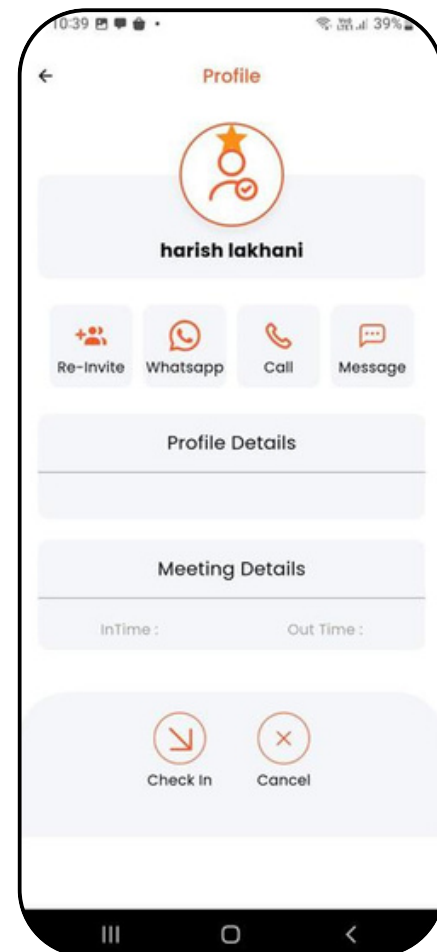 10:39 39%
Profile
harish lakhani
Re-Invite Whatsapp Call Message
Profile Details
Meeting Details
InTime : Out Time :
Check In Cancel